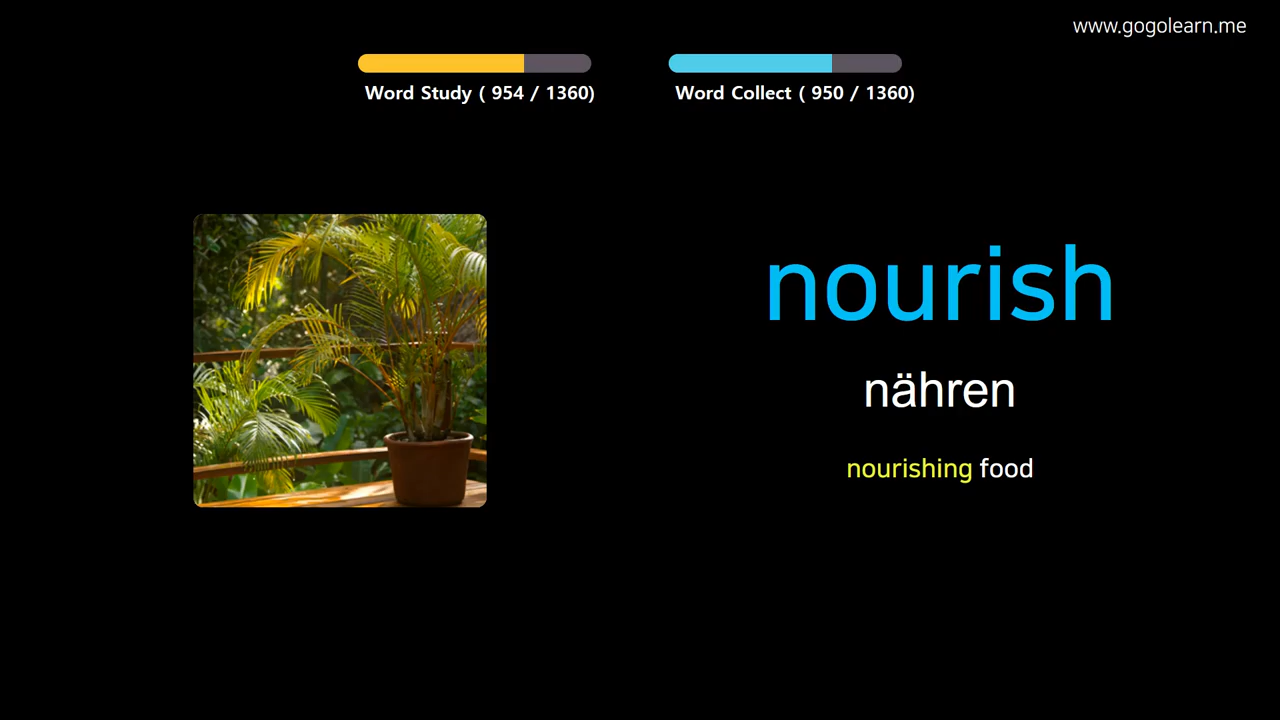 www.gogolearn.me
Word Study ( 954 / 1360)
Word Collect ( 950 / 1360)
nourish
nähren
nourishing food